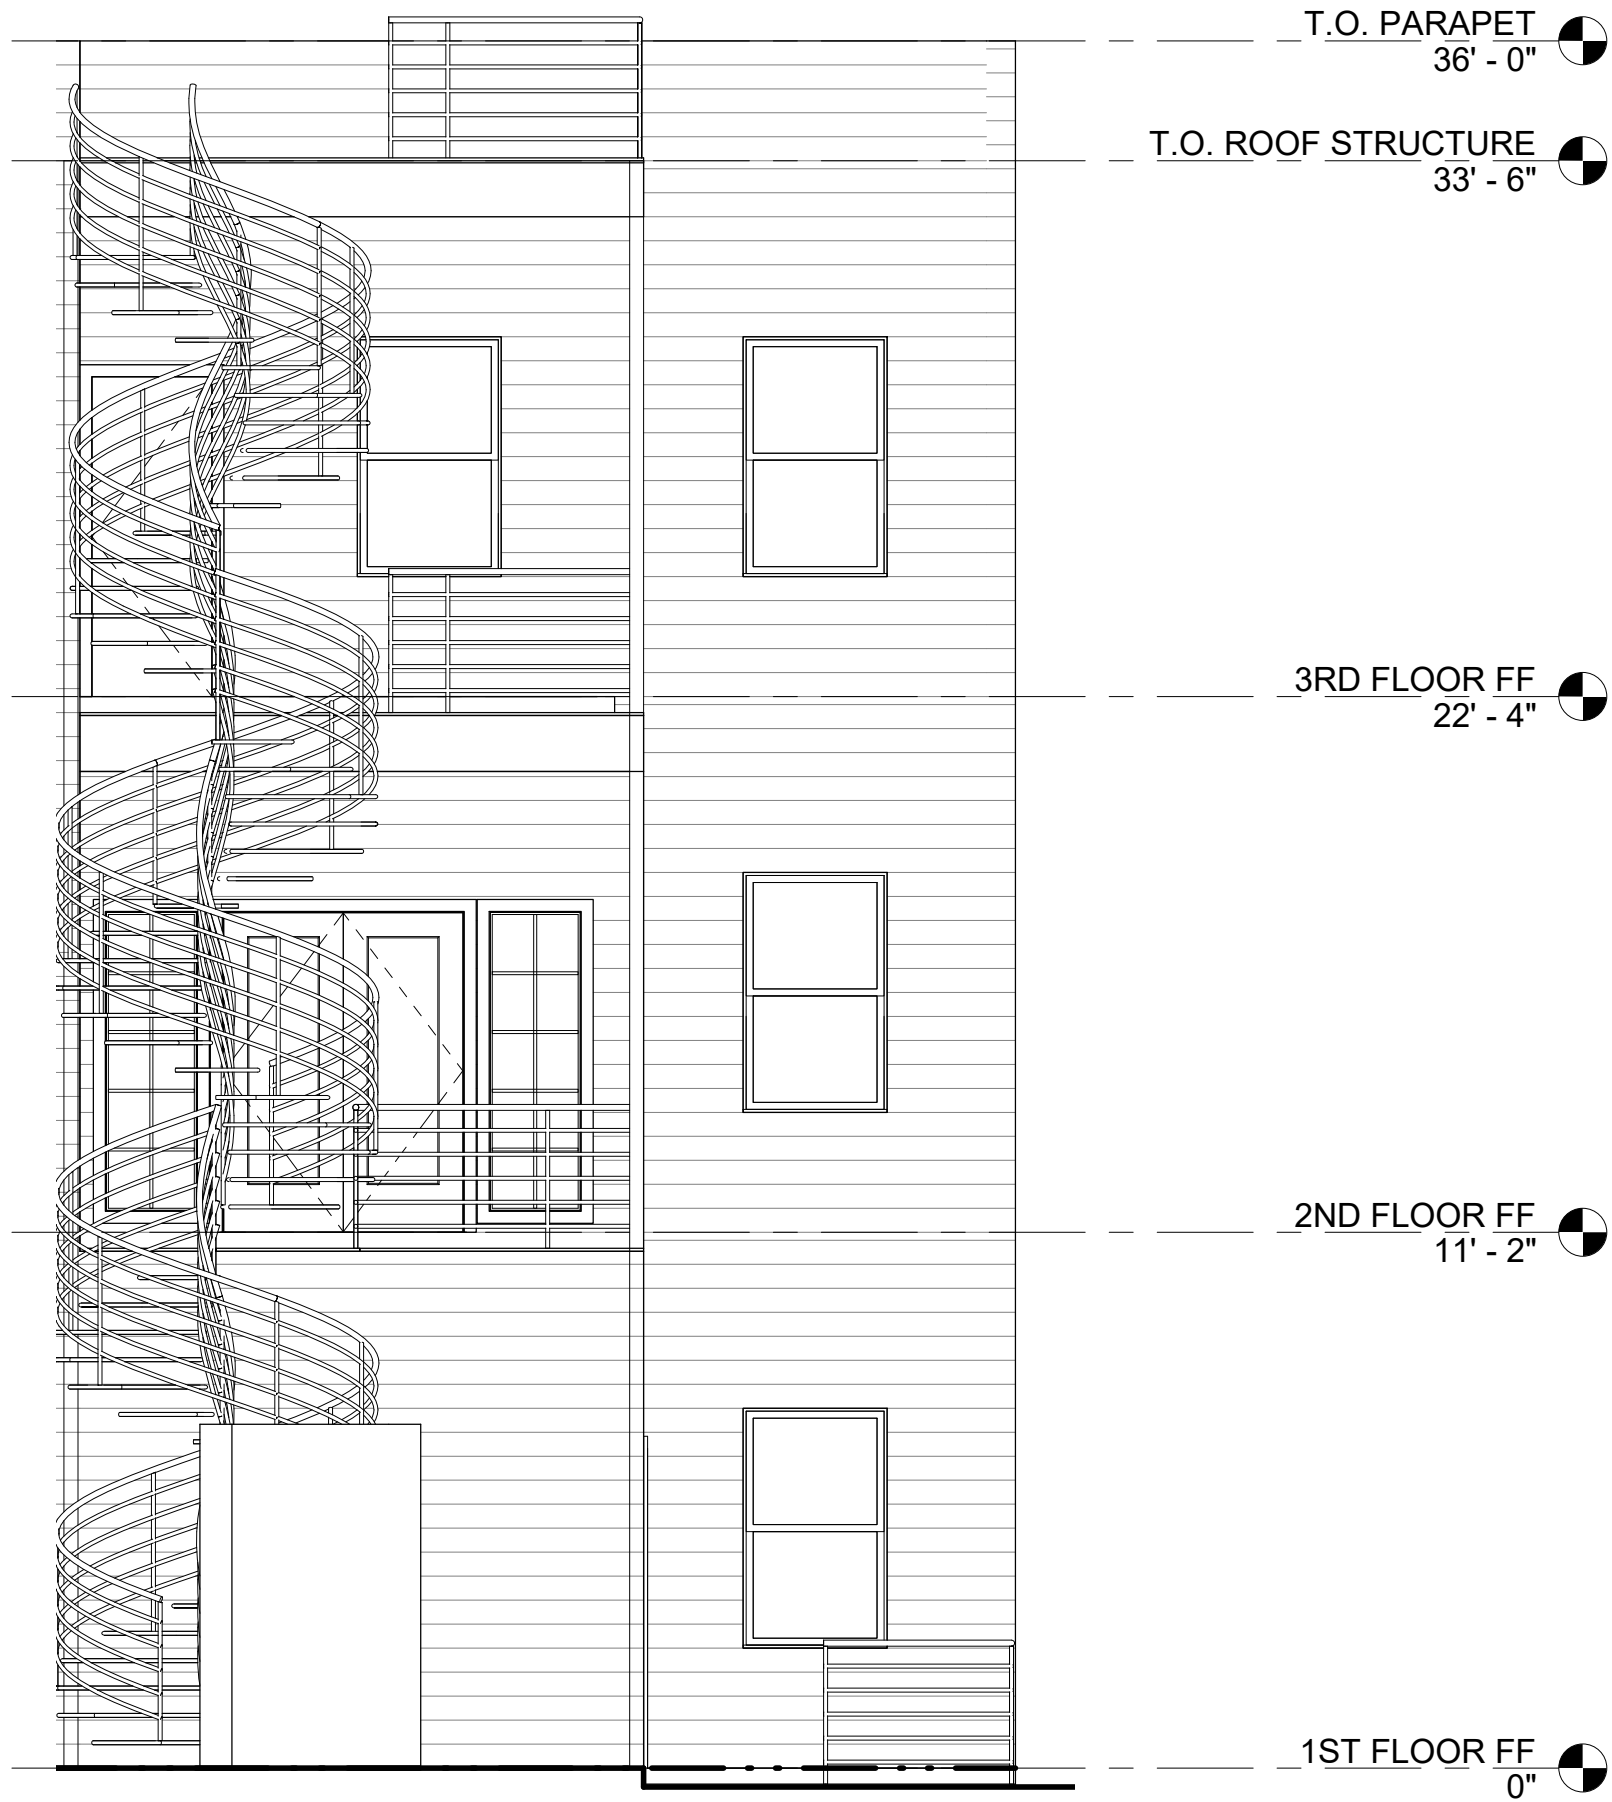 T.O. PARAPET
36' - 0"
T.O. ROOF STRUCTURE
33' - 6"
3RD FLOOR FF
22' - 4"
2ND FLOOR FF
11' - 2"
1ST FLOOR FF
0"